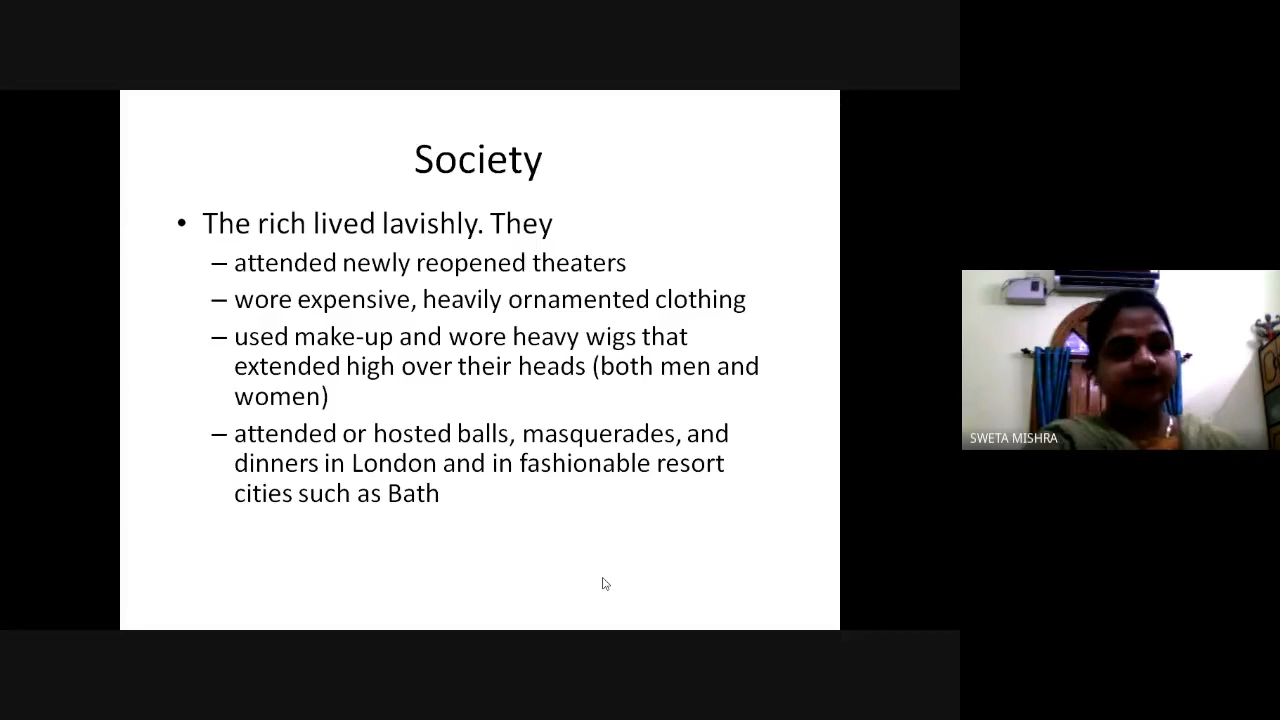 Society
• The rich lived lavishly. They
– attended newly reopened theaters
– wore expensive, heavily ornamented clothing
– used make-up and wore heavy wigs that
extended high over their heads (both men and
women)
– attended or hosted balls, masquerades, and
dinners in London and in fashionable resort
cities such as Bath
SWETA MISHRA